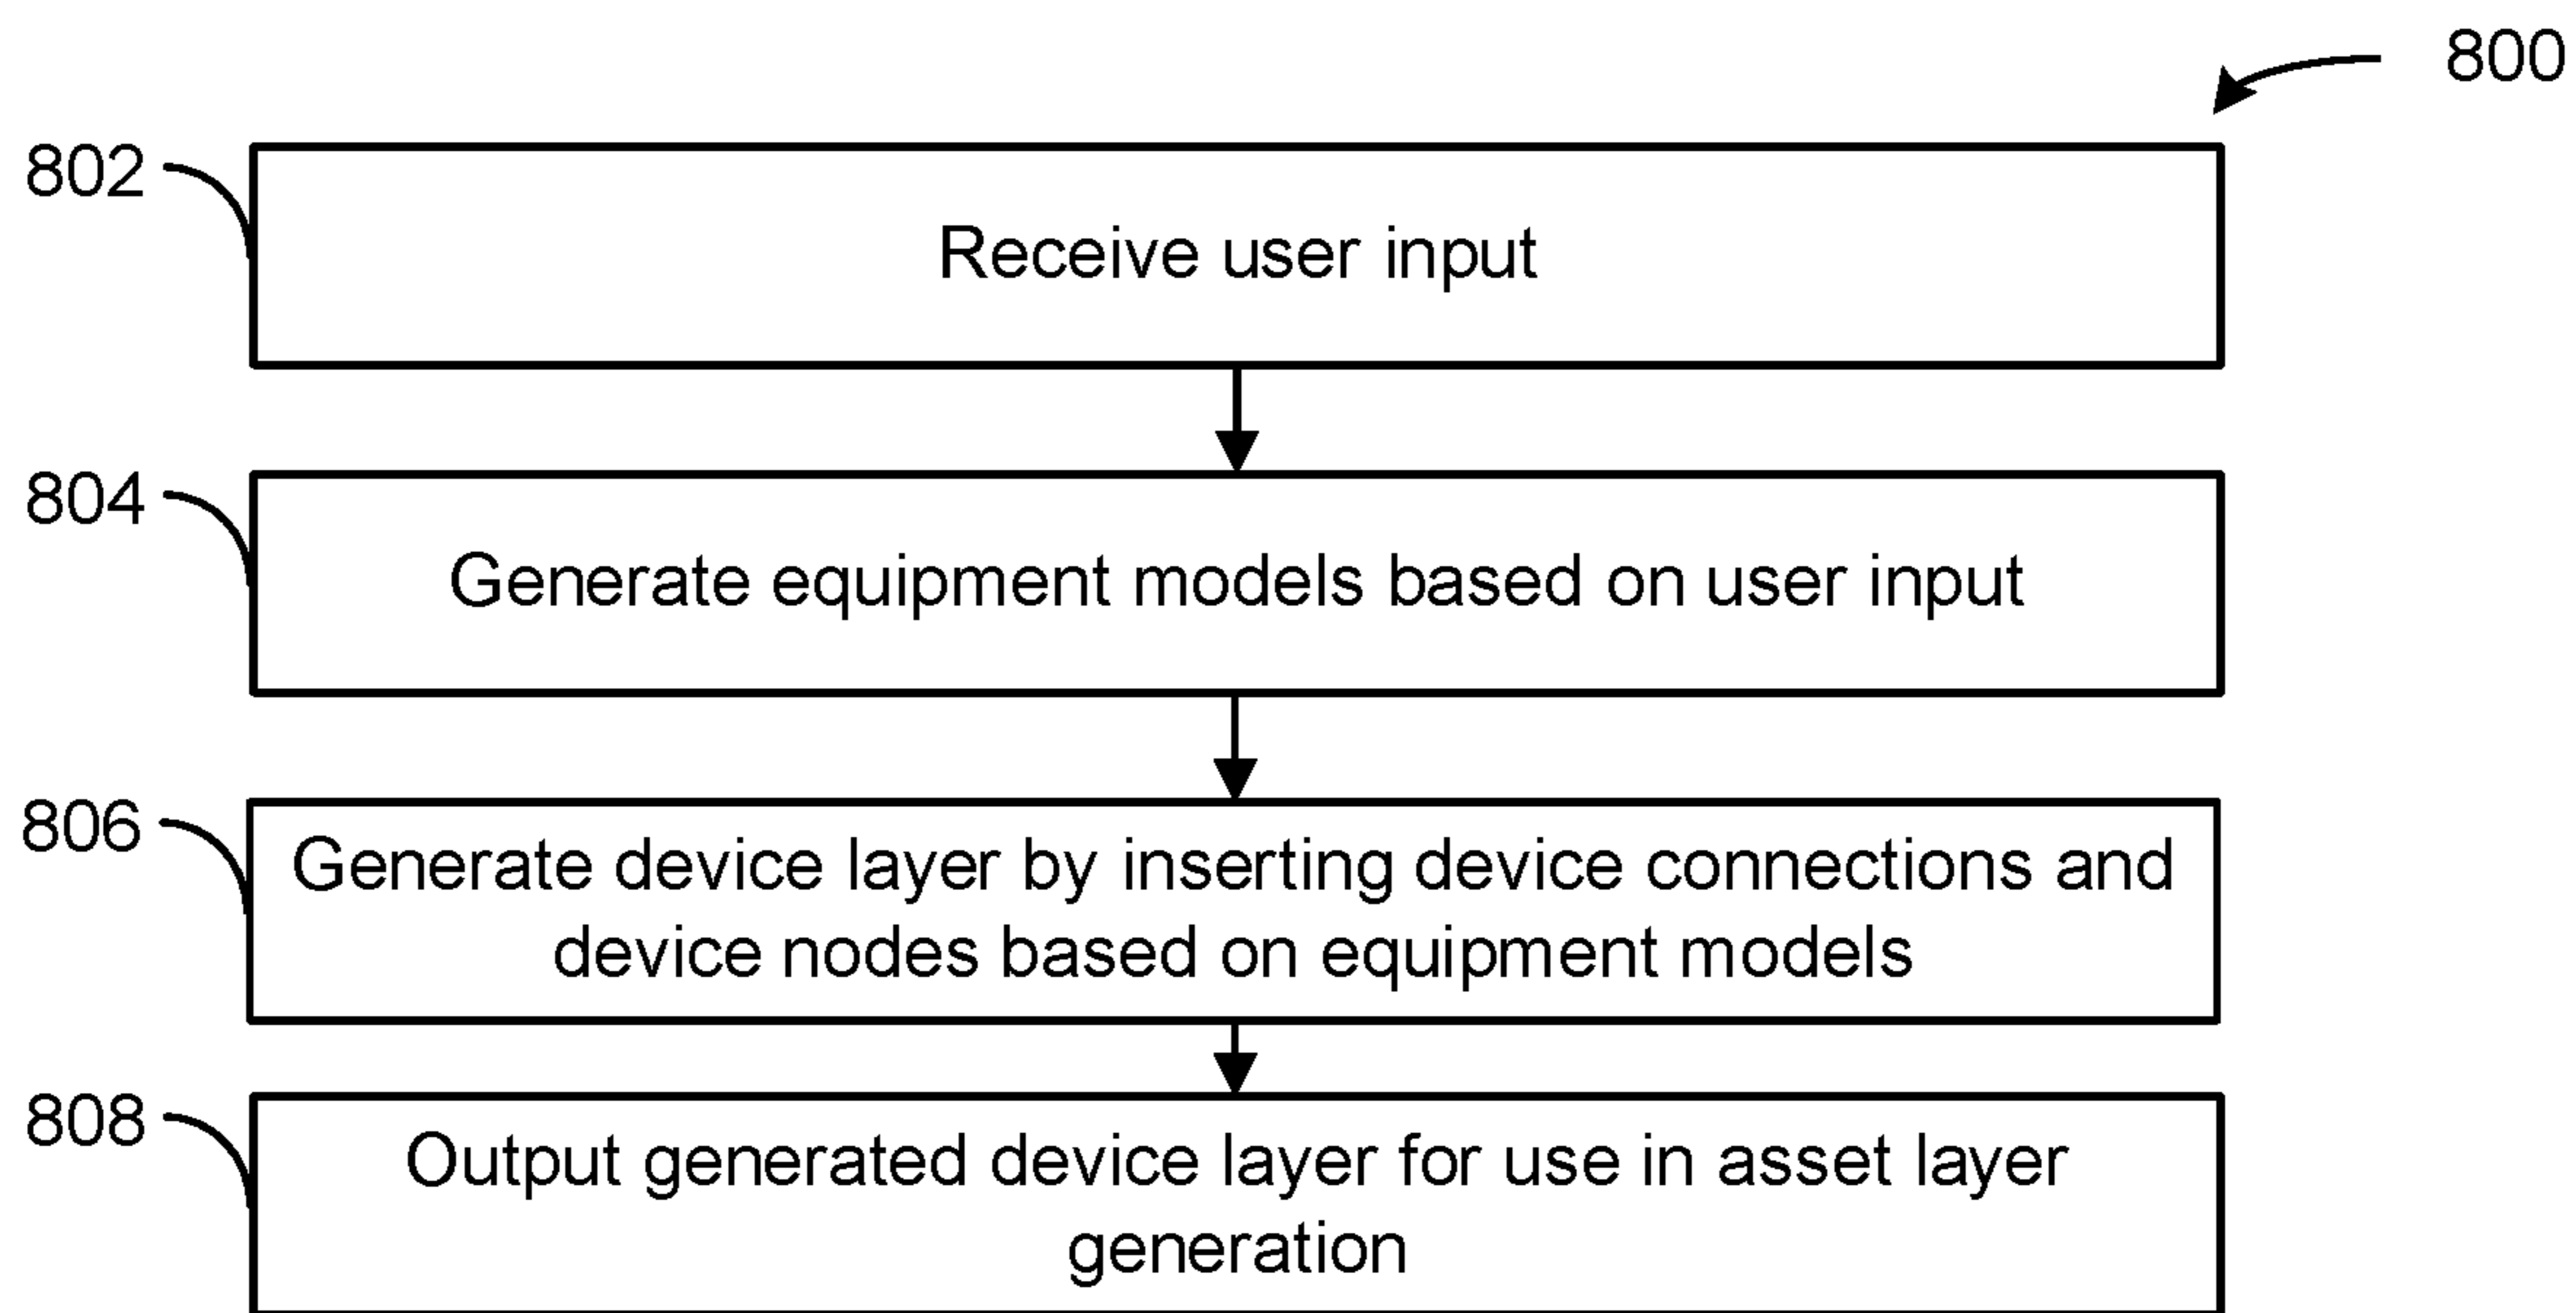 800
802
Receive user input
804
Generate equipment models based on user input
806
Generate device layer by inserting device connections and
device nodes based on equipment models
808
Output generated device layer for use in asset layer
generation